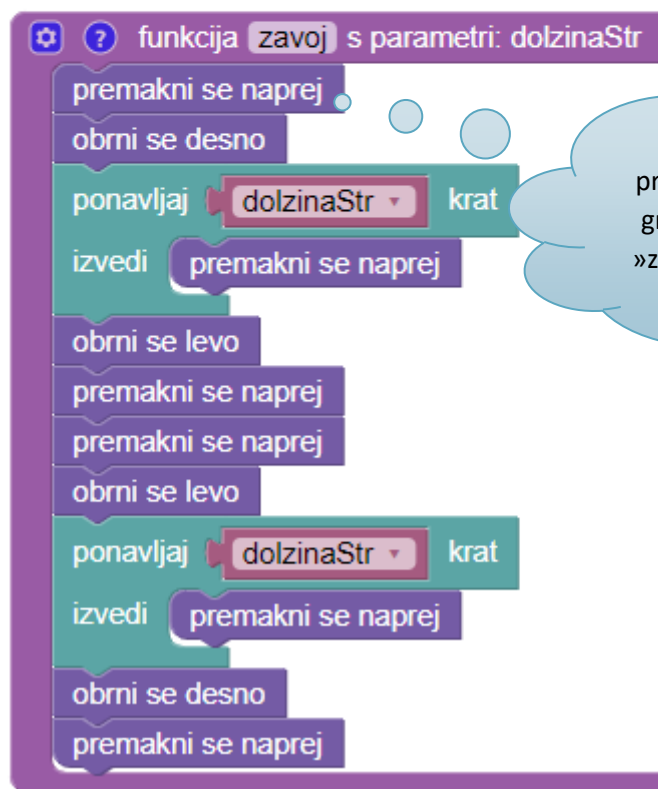 ? funkcija zavoj s parametri: dolzinaStr
premakni se naprej
obrni se desno
ponavljaj dolzinaStr krat
izvedi premakni se naprej
obrni se levo
premakni se naprej
premakni se naprej
obrni se levo
ponavljaj dolzinaStr krat
izvedi premakni se naprej
obrni se desno
premakni se naprej